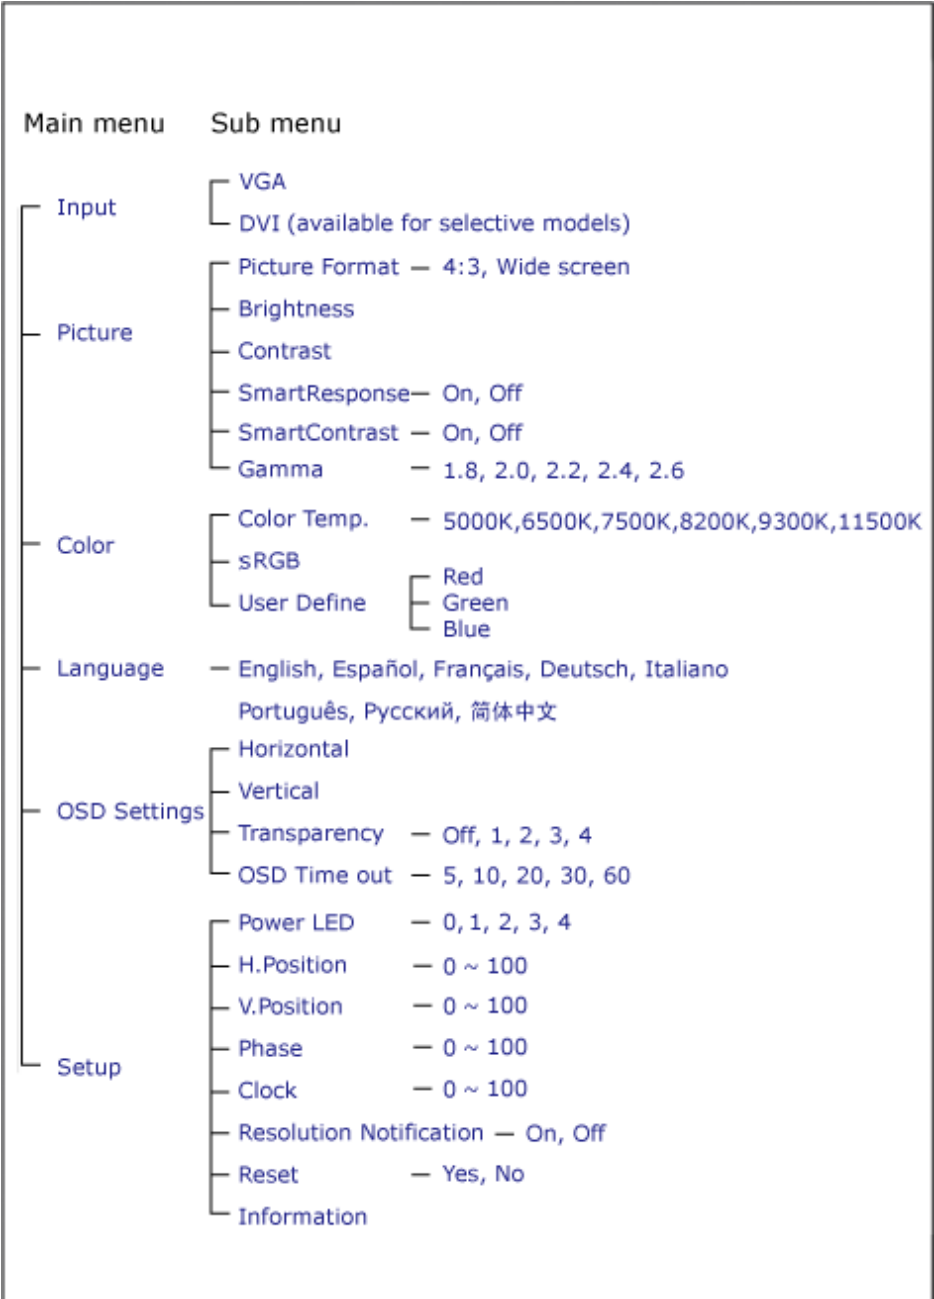 Main menu Sub menu
Input
VGA
DVI (available for selective models)
Picture
Picture Format — 4:3, Wide screen
Brightness
Contrast
SmartResponse — On, Off
SmartContrast — On, Off
Gamma — 1.8, 2.0, 2.2, 2.4, 2.6
Color
Color Temp. — 5000K,6500K,7500K,8200K,9300K,11500K
sRGB
User Define
Red
Green
Blue
Language — English, Español, Français, Deutsch, Italiano
Português, Русский, 简体中文
OSD Settings
Horizontal
Vertical
Transparency — Off, 1, 2, 3, 4
OSD Time out — 5, 10, 20, 30, 60
Setup
Power LED — 0, 1, 2, 3, 4
H.Position — 0 ~ 100
V.Position — 0 ~ 100
Phase — 0 ~ 100
Clock — 0 ~ 100
Resolution Notification — On, Off
Reset — Yes, No
Information